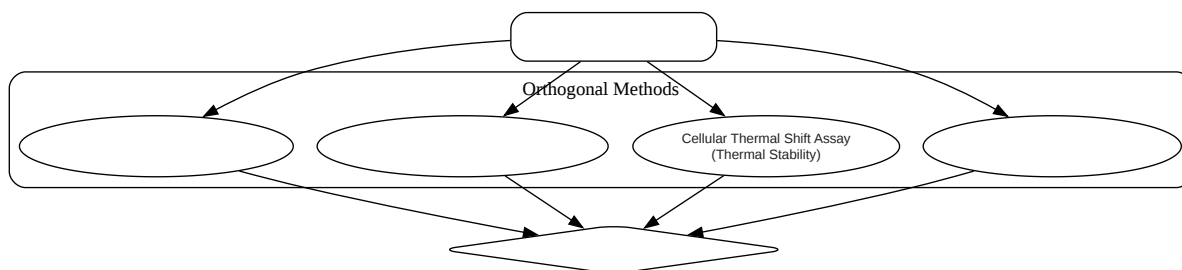 Orthogonal Methods
Cellular Thermal Shift Assay
(Thermal Stability)